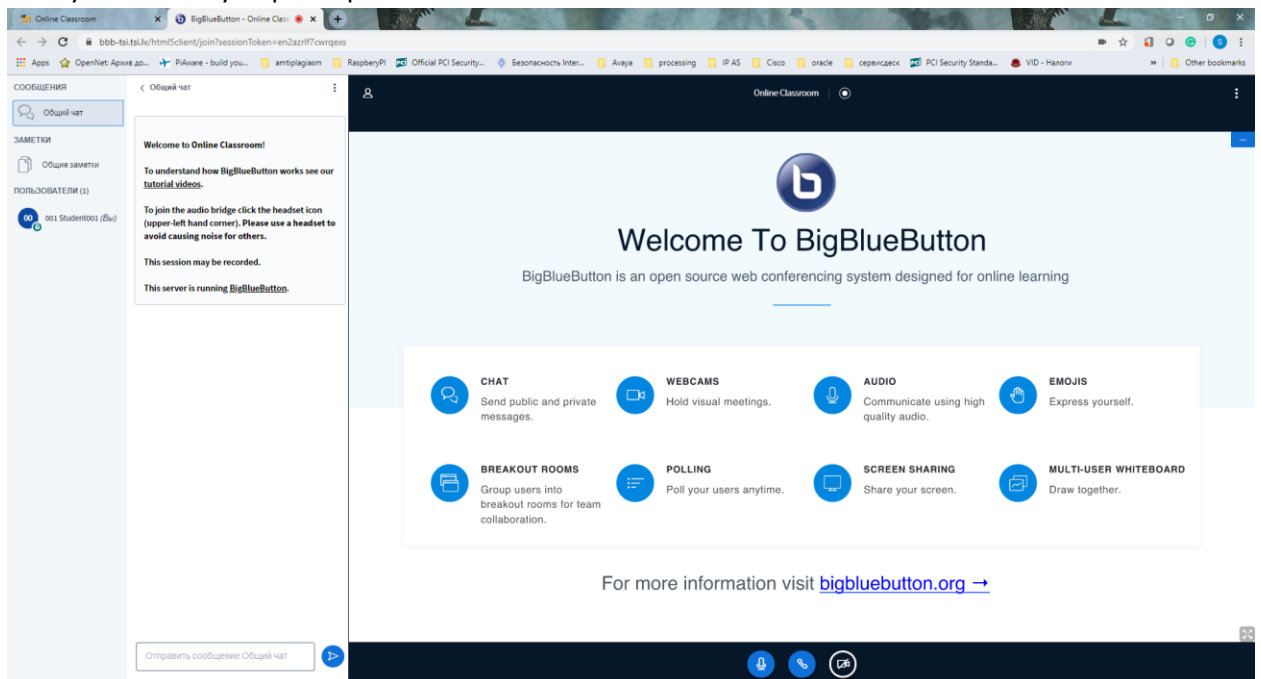 Online Classroom
BigBlueButton - Online Clas
bbb-tsi.tsi.lv/html5client/join?sessionToken=en2azrlf7cwrqexs
Apps OpenNet: Архив до... PiAware - build you... amtiplagiasm RaspberyPI Official PCI Security... Безопасность Inter... Avaya processing IP AS Cisco oracle сервисдеск PCI Security Standa... VID - Налоги » Other bookmarks
СООБЩЕНИЯ
Общий чат
ЗАМЕТКИ
Общие заметки
ПОЛЬЗОВАТЕЛИ (1)
00
001 Student001 (Вы)
Общий чат
Welcome to Online Classroom!
To understand how BigBlueButton works see our
tutorial videos.
To join the audio bridge click the headset icon
(upper-left hand corner). Please use a headset to
avoid causing noise for others.
This session may be recorded.
This server is running BigBlueButton.
Отправить сообщение Общий чат
Online Classroom
Welcome To BigBlueButton
BigBlueButton is an open source web conferencing system designed for online learning
CHAT
Send public and private
messages.
WEBCAMS
Hold visual meetings.
AUDIO
Communicate using high
quality audio.
EMOJIS
Express yourself.
BREAKOUT ROOMS
Group users into
breakout rooms for team
collaboration.
POLLING
Poll your users anytime.
SCREEN SHARING
Share your screen.
MULTI-USER WHITEBOARD
Draw together.
For more information visit bigbluebutton.org →